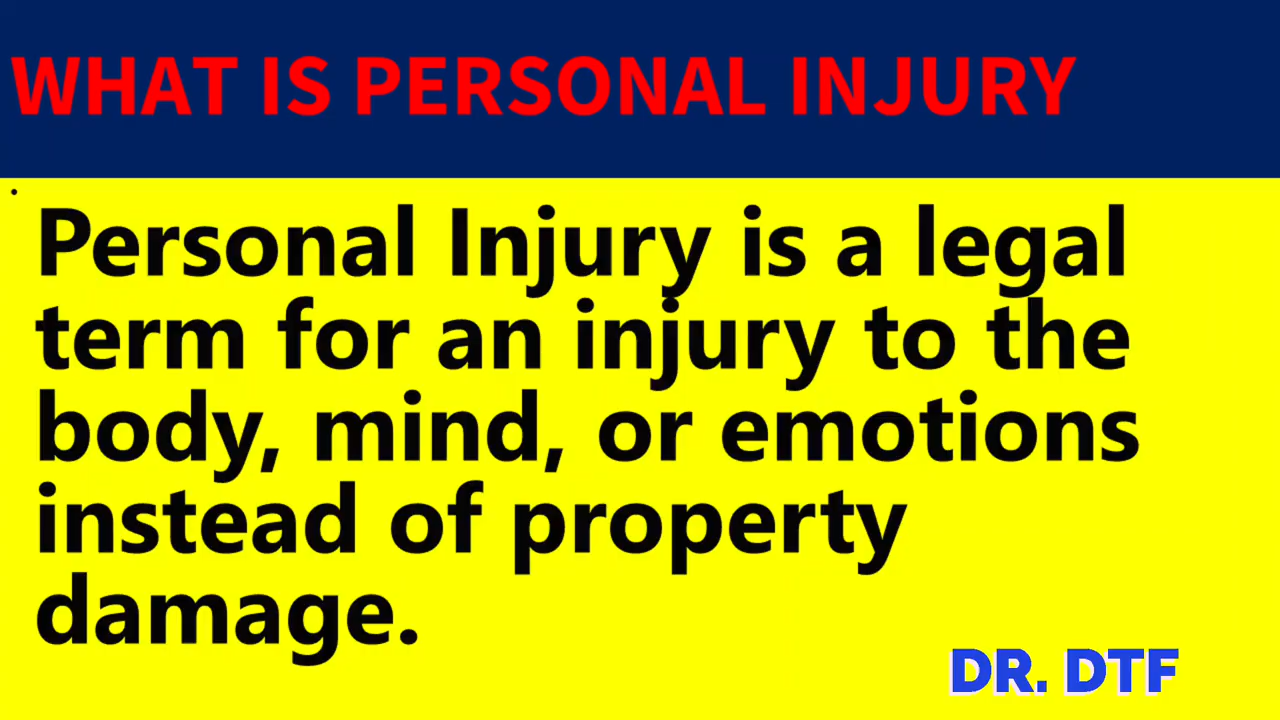 WHAT IS PERSONAL INJURY
• Personal Injury is a legal
term for an injury to the
body, mind, or emotions
instead of property
damage.
DR. DTF